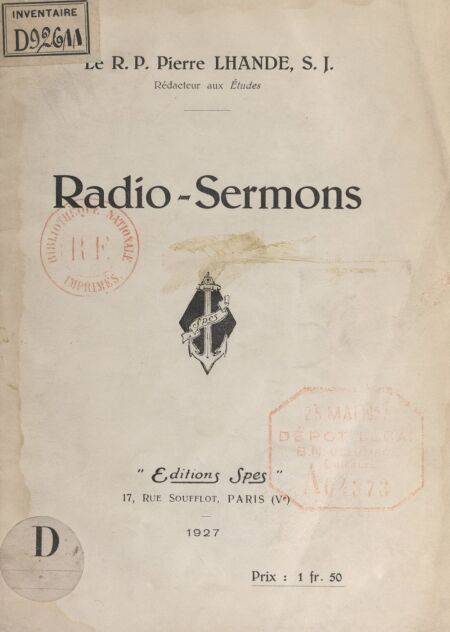 INVENTAIRE
D92611
Le R. P. Pierre LHANDE, S. J.
Rédacteur aux Études
Radio-Sermons
BIBLIOTHÈQUE NATIONALE
R F
IMPRIMÉS
Spes
DÉPOT LÉGAL
" Editions Spes "
17, RUE SOUFFLOT, PARIS (Vᵉ)
1927
D
Prix : 1 fr. 50